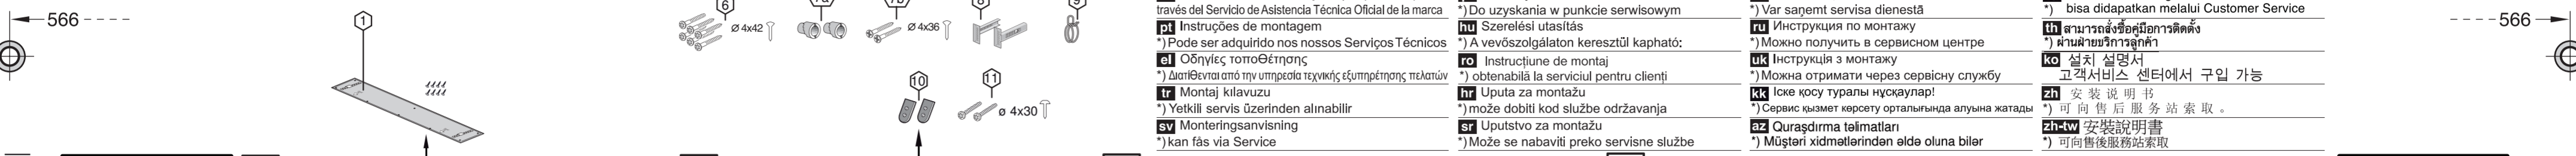 566
1
6
Ø 4x42
7a
7b
Ø 4x36
8
9
10
11
ø 4x30
través del Servicio de Asistencia Técnica Oficial de la marca
pt Instruções de montagem
*) Pode ser adquirido nos nossos Serviços Técnicos
el Οδηγίες τοποθέτησης
*) Διατίθενται από την υπηρεσία τεχνικής εξυπηρέτησης πελατών
tr Montaj kılavuzu
*) Yetkili servis üzerinden alınabilir
sv Monteringsanvisning
*) kan fås via Service
*) Do uzyskania w punkcie serwisowym
hu Szerelési utasítás
*) A vevőszolgálaton keresztül kapható:
ro Instrucțiune de montaj
*) obtenabilă la serviciul pentru clienți
hr Uputa za montažu
*) može dobiti kod službe održavanja
sr Uputstvo za montažu
*) Može se nabaviti preko servisne službe
*) Var saņemt servisa dienestā
ru Инструкция по монтажу
*) Можно получить в сервисном центре
uk Інструкція з монтажу
*) Можна отримати через сервісну службу
kk Іске қосу туралы нұсқаулар!
*) Сервис қызмет көрсету орталығында алуына жатады
az Quraşdırma təlimatları
*) Müştəri xidmətlərindən əldə oluna bilər
*) bisa didapatkan melalui Customer Service
th สามารถสั่งซื้อคู่มือการติดตั้ง
*) ผ่านฝ่ายบริการลูกค้า
ko 설치 설명서
고객서비스 센터에서 구입 가능
zh 安 装 说 明 书
*) 可 向 售 后 服 务 站 索 取 。
zh-tw 安裝說明書
*) 可向售後服務站索取
566